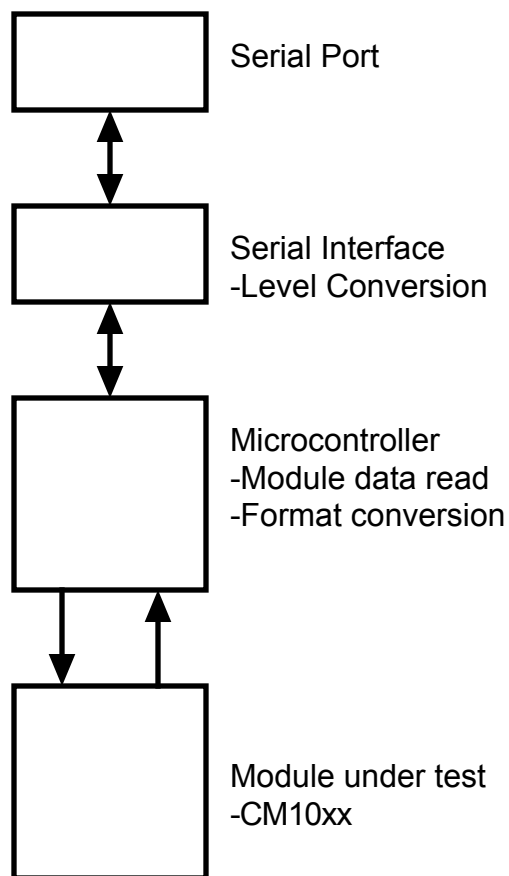 Serial Port
Serial Interface
-Level Conversion
Microcontroller
-Module data read
-Format conversion
Module under test
-CM10xx